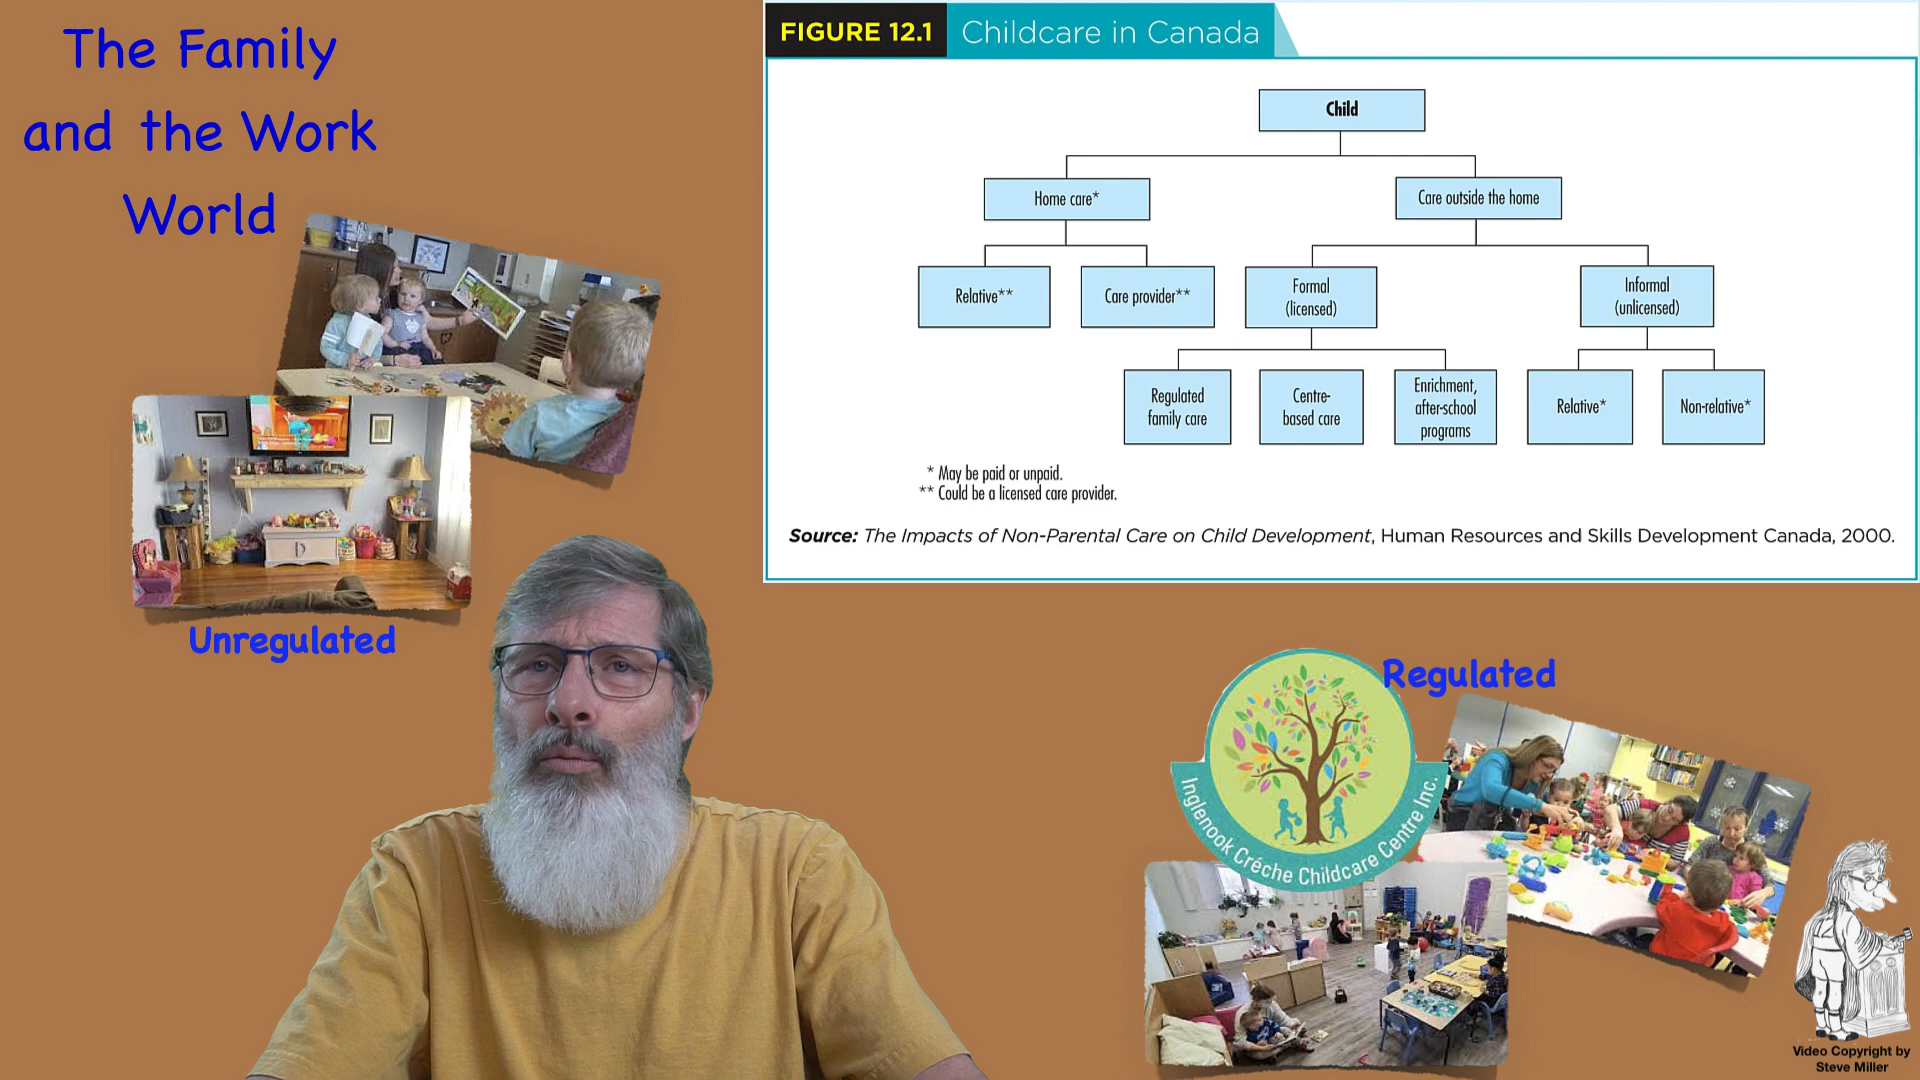 The Family
and the Work
World
FIGURE 12.1 Childcare in Canada
Child
Home care*
Care outside the home
Relative**
Care provider**
Formal
(licensed)
Informal
(unlicensed)
Regulated
family care
Centre-
based care
Enrichment,
after-school
programs
Relative*
Non-relative*
* May be paid or unpaid.
** Could be a licensed care provider.
Source: The Impacts of Non-Parental Care on Child Development, Human Resources and Skills Development Canada, 2000.
Unregulated
Regulated
Inglenook Créche Childcare Centre Inc.
D
Video Copyright by
Steve Miller